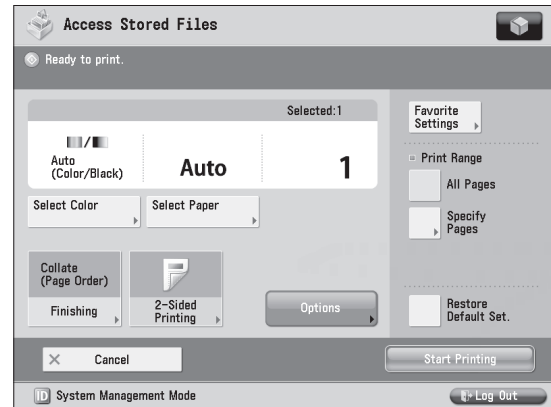 Access Stored Files
Ready to print.
Selected:1
Auto
(Color/Black)
Auto
1
Select Color
Select Paper
Collate
(Page Order)
Finishing
2-Sided
Printing
Options
Favorite
Settings
Print Range
All Pages
Specify
Pages
Restore
Default Set.
Cancel
Start Printing
ID System Management Mode
Log Out